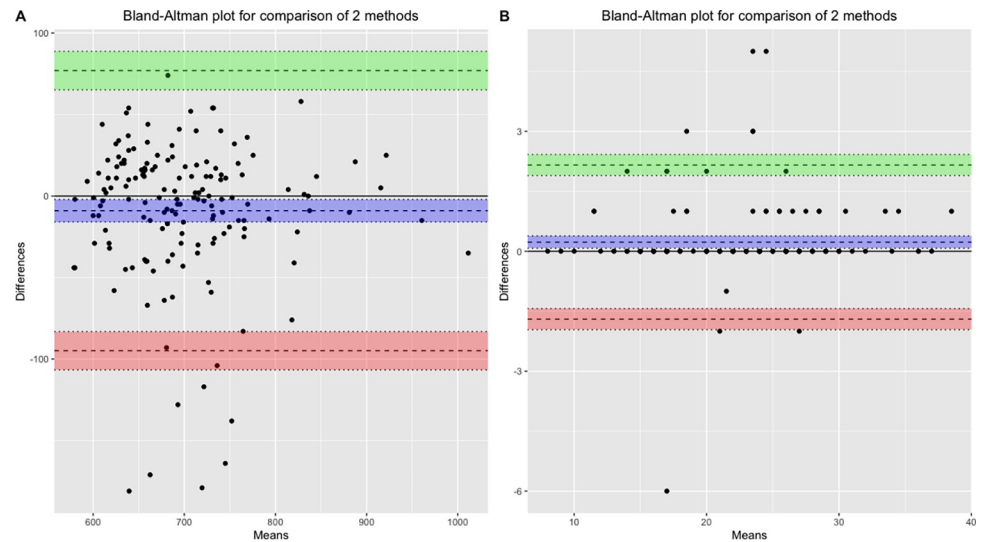 A
Bland-Altman plot for comparison of 2 methods
100
0
-100
Differences
600 700 800 900 1000
Means
B
Bland-Altman plot for comparison of 2 methods
3
0
-3
-6
Differences
10 20 30 40
Means